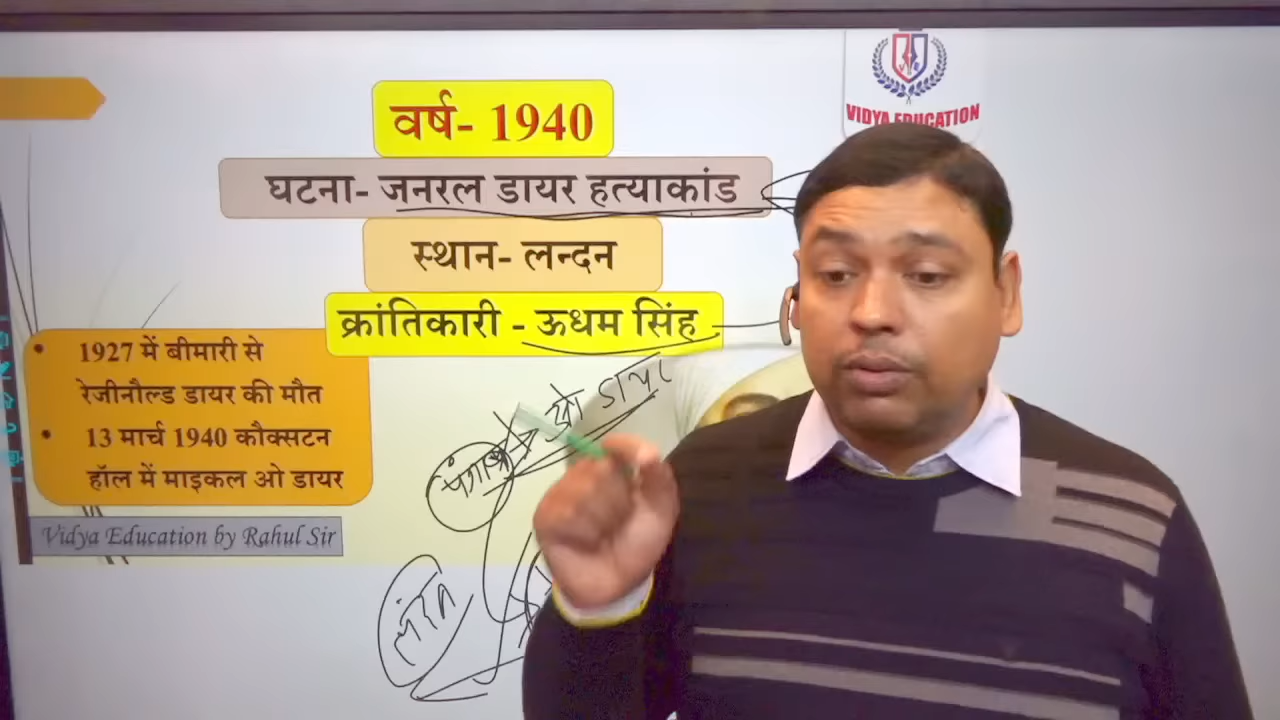 VIDYA EDUCATION
वर्ष- 1940
घटना- जनरल डायर हत्याकांड
स्थान- लन्दन
क्रांतिकारी - ऊधम सिंह
1927 में बीमारी से
रेजीनौल्ड डायर की मौत
13 मार्च 1940 कौक्सटन
हॉल में माइकल ओ डायर
ओ डायर
लंदन
Vidya Education by Rahul Sir